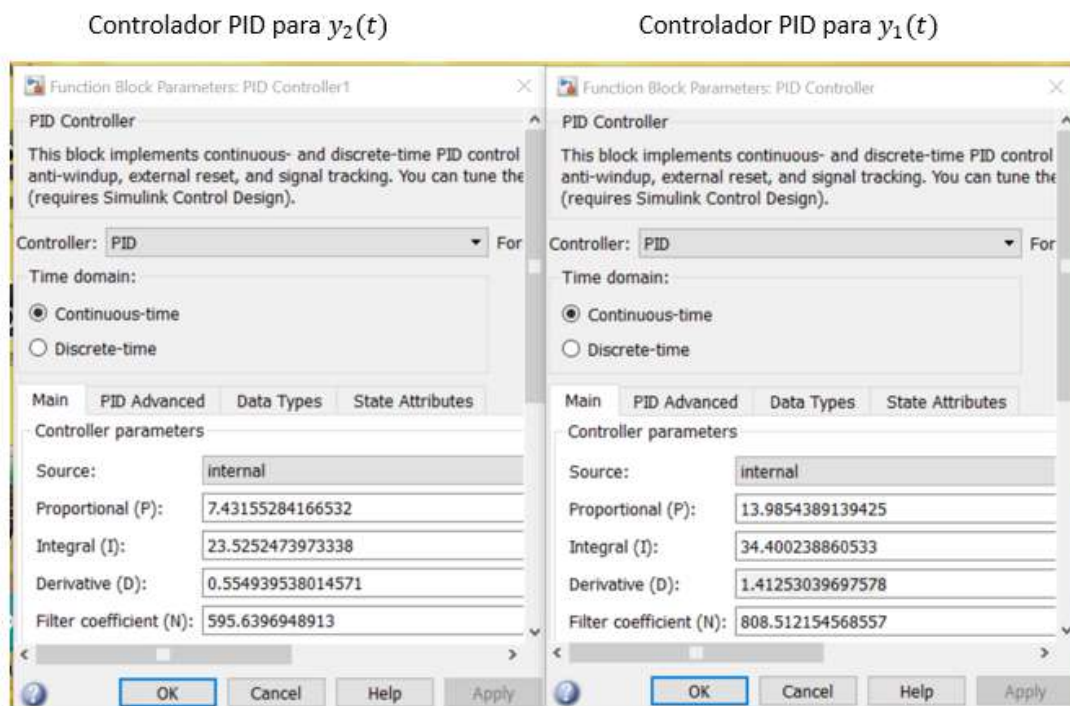 Controlador PID para y₂(t)
Controlador PID para y₁(t)
Function Block Parameters: PID Controller1
PID Controller
This block implements continuous- and discrete-time PID control
anti-windup, external reset, and signal tracking. You can tune the
(requires Simulink Control Design).
Controller: PID
For
Time domain:
Continuous-time
Discrete-time
Main PID Advanced Data Types State Attributes
Controller parameters
Source: internal
Proportional (P): 7.43155284166532
Integral (I): 23.5252473973338
Derivative (D): 0.554939538014571
Filter coefficient (N): 595.6396948913
OK Cancel Help Apply
Function Block Parameters: PID Controller
PID Controller
This block implements continuous- and discrete-time PID control
anti-windup, external reset, and signal tracking. You can tune the
(requires Simulink Control Design).
Controller: PID
For
Time domain:
Continuous-time
Discrete-time
Main PID Advanced Data Types State Attributes
Controller parameters
Source: internal
Proportional (P): 13.9854389139425
Integral (I): 34.400238860533
Derivative (D): 1.41253039697578
Filter coefficient (N): 808.512154568557
OK Cancel Help Apply